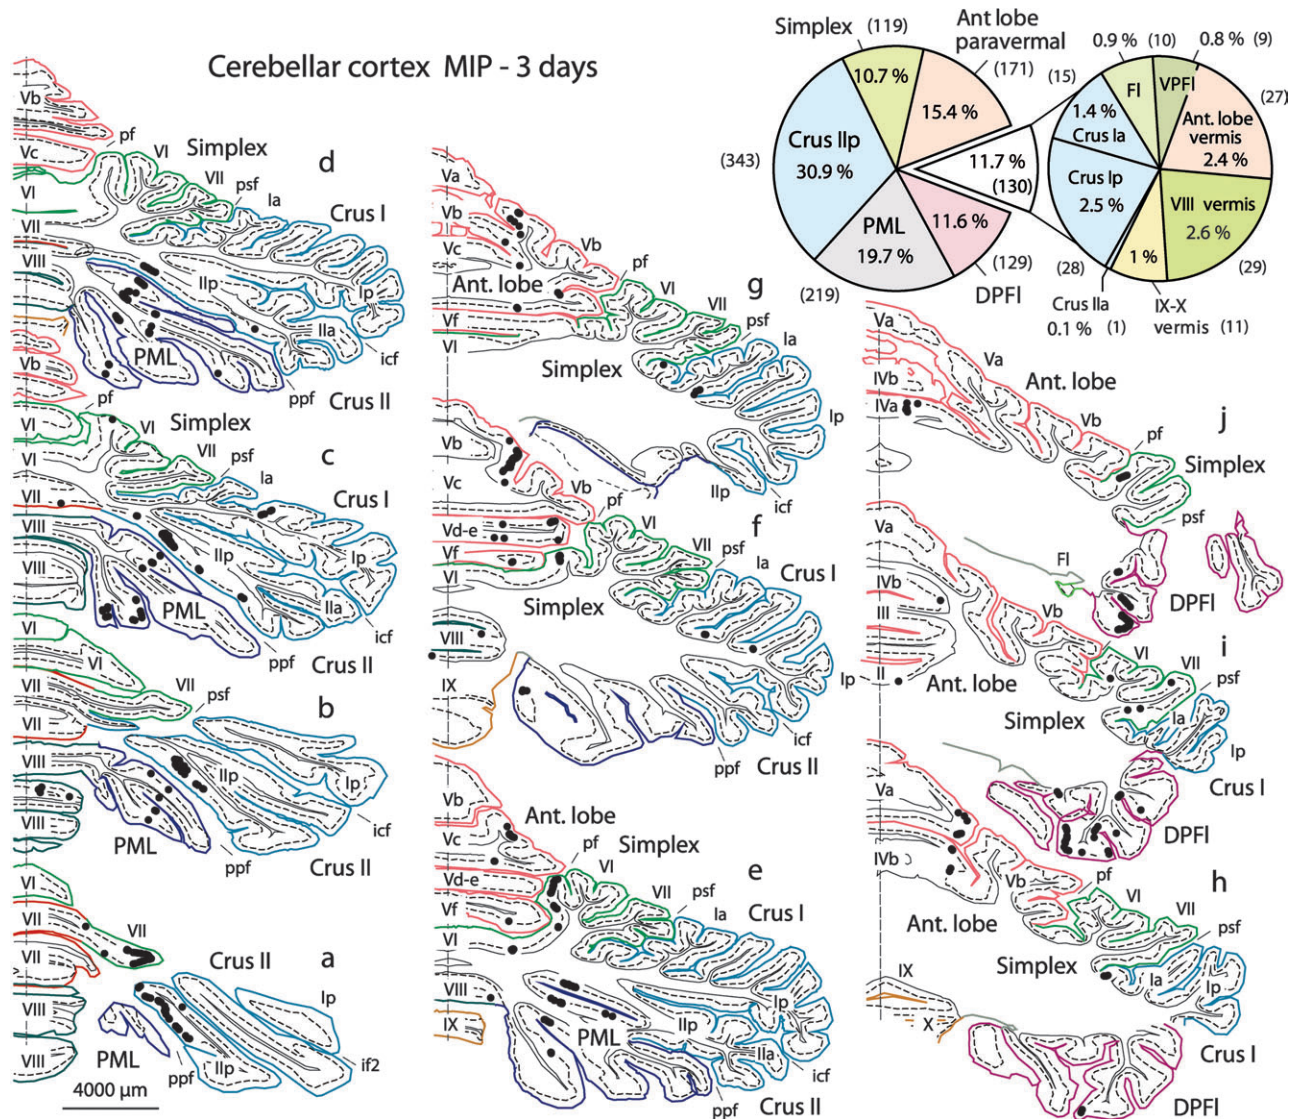 Cerebellar cortex MIP - 3 days
Simplex (119)
Ant lobe
paravermal
(171)
10.7 %
15.4 %
Crus IIp
30.9 %
(343)
11.7 %
(130)
PML
19.7 %
(219)
11.6 %
(129)
DPFl
0.9 % (10)
0.8 % (9)
(15)
Fl
VPFl
(27)
1.4 %
Crus Ia
Ant. lobe
vermis
2.4 %
Crus Ip
2.5 %
VIII vermis
2.6 %
1 %
(28)
(29)
Crus IIa
0.1 % (1)
IX-X
vermis (11)
Vb
pf
Vc
VI
Simplex
d
VI
VII
psf
Ia
Crus I
VII
VIII
IIp
Ip
IIa
icf
PML
ppf
Crus II
Vb
pf
Simplex
VI
VI
c
VII
psf
VI
Ia
Crus I
VII
VIII
IIp
Ip
VIII
PML
IIa
icf
ppf
Crus II
VI
VI
VII
psf
b
VII
VII
IIp
VIII
Ip
icf
VIII
PML
ppf
Crus II
VI
VII
VII
Crus II
a
VII
VIII
Ip
VIII
PML
ppf
IIp
if2
4000 µm
Va
Vb
Vb
Vc
pf
g
Ant. lobe
VI
VII
psf
Vf
Ia
VI
Simplex
Ip
Vb
Vb
IIp
icf
Vc
pf
f
Vd-e
VI
VII
psf
Vf
Ia
Crus I
VI
Simplex
VIII
IX
Ip
icf
ppf
Crus II
Vb
Ant. lobe
Vc
pf
Simplex
VI
e
Vd-e
VII
psf
Vf
Ia
Crus I
VI
VIII
Ip
IX
PML
IIp
IIa
icf
ppf
Crus II
Va
Va
Ant. lobe
IVb
j
IVa
pf
Simplex
psf
Va
Fl
DPFl
IVb
Vb
III
VI
i
VII
II
psf
Ant. lobe
Ia
Simplex
Ip
Crus I
Va
DPFl
IVb
Vb
h
pf
VI
Ant. lobe
VII
psf
Simplex
IX
Ia
Ip
X
Crus I
DPFl